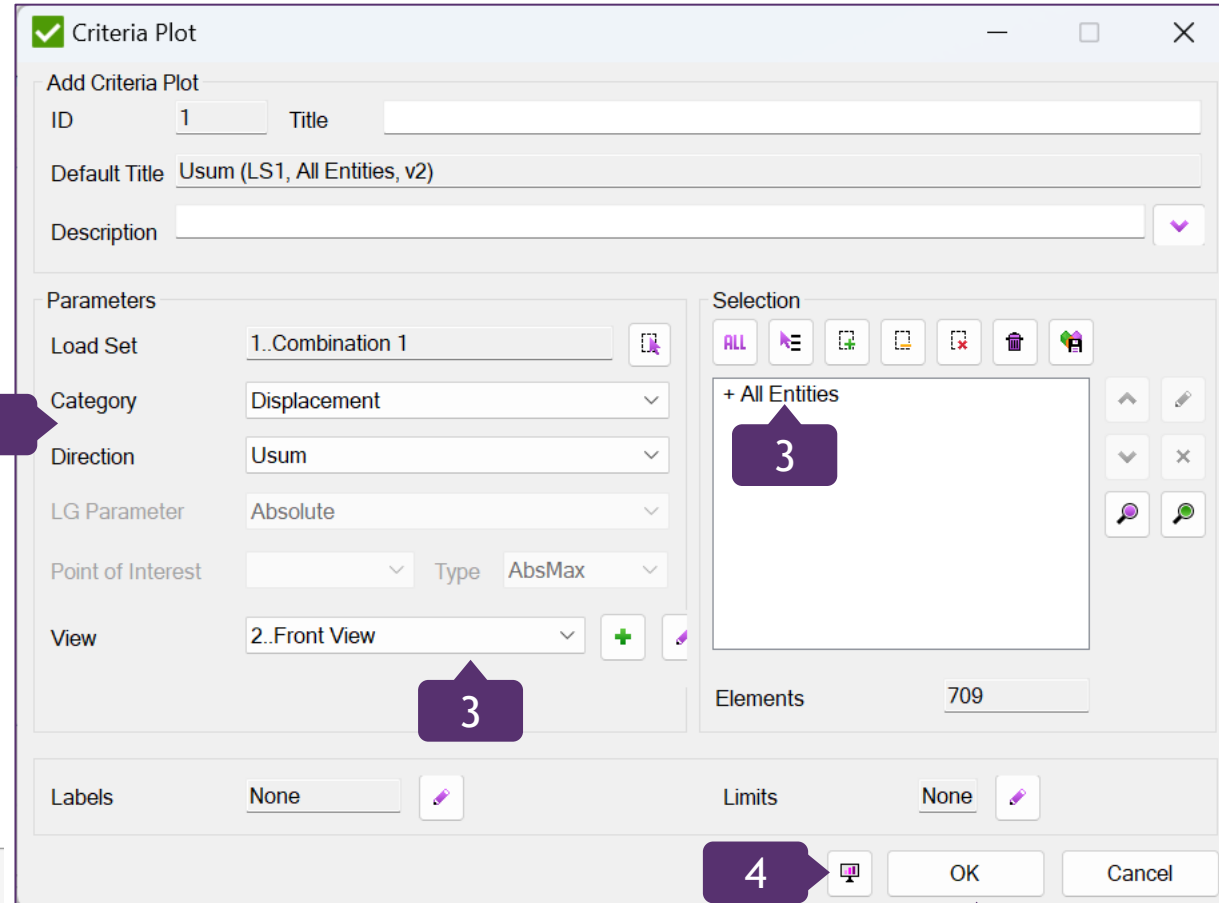 Criteria Plot
Add Criteria Plot
ID 1 Title
Default Title Usum (LS1, All Entities, v2)
Description
Parameters
Load Set 1..Combination 1
Category Displacement
Direction Usum
LG Parameter Absolute
Point of Interest Type AbsMax
View 2..Front View
3
Selection
ALL
+ All Entities
3
Elements 709
Labels None
Limits None
4 OK Cancel